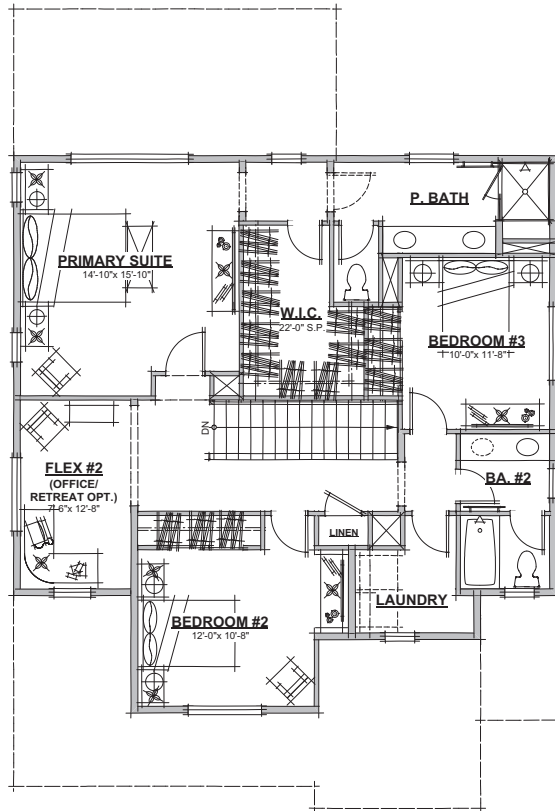 P. BATH
PRIMARY SUITE
14'-10"x 15'-10"
W.I.C.
22'-0" S.P.
BEDROOM #3
10'-0"x 11'-8"
DN
FLEX #2
(OFFICE/
RETREAT OPT.)
7'-6"x 12'-8"
BA. #2
LINEN
LAUNDRY
BEDROOM #2
12'-0"x 10'-8"